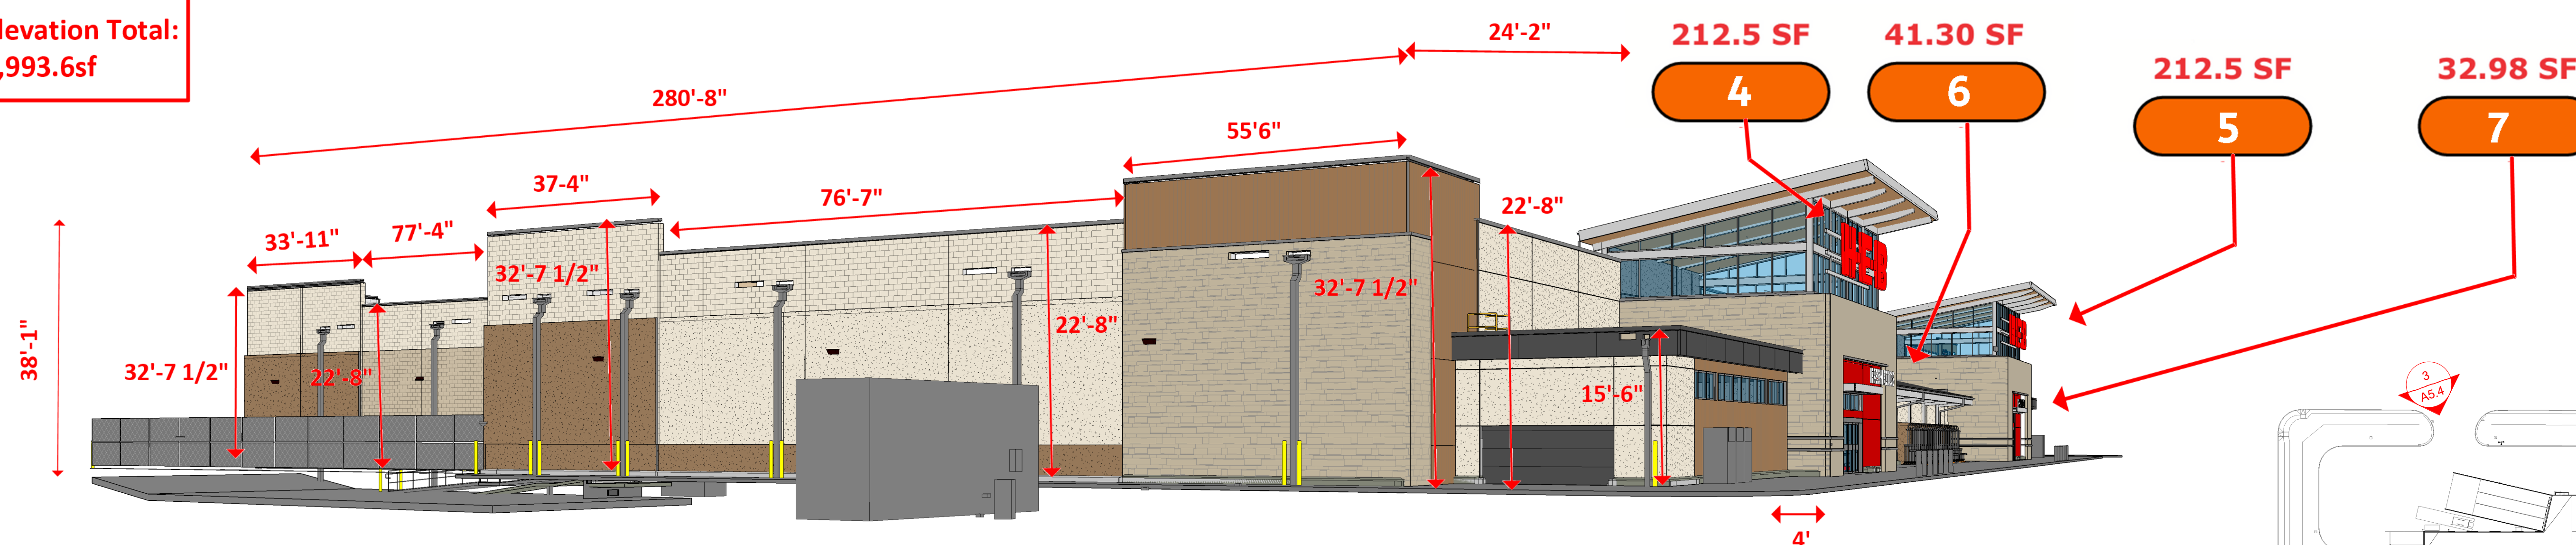 levation Total:
,993.6sf
24'-2"
212.5 SF
41.30 SF
212.5 SF
32.98 SF
4
6
5
7
280'-8"
55'6"
37-4"
76'-7"
22'-8"
33'-11"
77'-4"
32'-7 1/2"
32'-7 1/2"
22'-8"
38'-1"
32'-7 1/2"
22'-8"
15'-6"
H-E-B
3
A5.4
4'